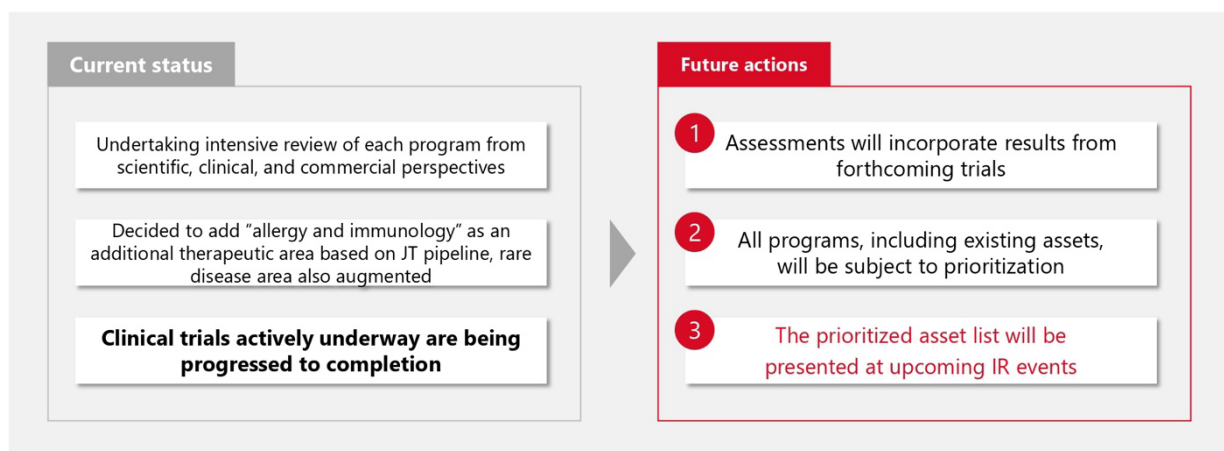 Current status
Undertaking intensive review of each program from
scientific, clinical, and commercial perspectives
Decided to add "allergy and immunology" as an
additional therapeutic area based on JT pipeline, rare
disease area also augmented
Clinical trials actively underway are being
progressed to completion
Future actions
1
Assessments will incorporate results from
forthcoming trials
2
All programs, including existing assets,
will be subject to prioritization
3
The prioritized asset list will be
presented at upcoming IR events